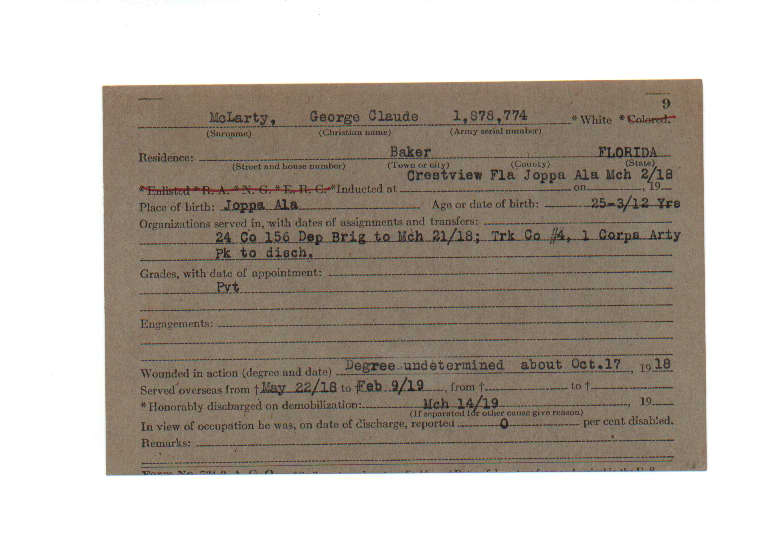 9
McLarty, George Claude 1,878,774 * White * Colored.
(Surname) (Christian name) (Army serial number)
Residence: Baker FLORIDA
(Street and house number) (Town or city) (County) (State)
Crestview Fla Joppa Ala Mch 2/18
*Enlisted *R. A. *N. G. *E. R. C. *Inducted at on , 19
Place of birth: Joppa Ala Age or date of birth: 25-3/12 Yrs
Organizations served in, with dates of assignments and transfers:
24 Co 156 Dep Brig to Mch 21/18; Trk Co #4, 1 Corps Arty
Pk to disch.
Grades, with date of appointment:
Pvt
Engagements:
Wounded in action (degree and date) Degree undetermined about Oct.17 , 19 18
Served overseas from † May 22/18 to † Feb 9/19 , from † to †
* Honorably discharged on demobilization: Mch 14/19 , 19
(If separated for other cause give reason)
In view of occupation he was, on date of discharge, reported 0 per cent disabled.
Remarks: